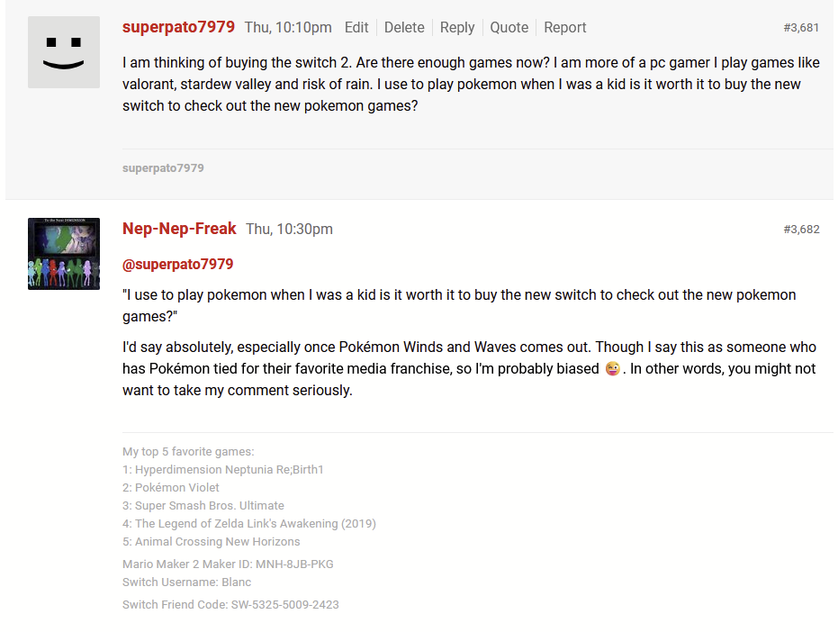 superpato7979 Thu, 10:10pm Edit Delete Reply Quote Report #3,681
I am thinking of buying the switch 2. Are there enough games now? I am more of a pc gamer I play games like
valorant, stardew valley and risk of rain. I use to play pokemon when I was a kid is it worth it to buy the new
switch to check out the new pokemon games?
superpato7979
Nep-Nep-Freak Thu, 10:30pm #3,682
@superpato7979
"I use to play pokemon when I was a kid is it worth it to buy the new switch to check out the new pokemon
games?"
I'd say absolutely, especially once Pokémon Winds and Waves comes out. Though I say this as someone who
has Pokémon tied for their favorite media franchise, so I'm probably biased 😜. In other words, you might not
want to take my comment seriously.
My top 5 favorite games:
1: Hyperdimension Neptunia Re;Birth1
2: Pokémon Violet
3: Super Smash Bros. Ultimate
4: The Legend of Zelda Link's Awakening (2019)
5: Animal Crossing New Horizons
Mario Maker 2 Maker ID: MNH-8JB-PKG
Switch Username: Blanc
Switch Friend Code: SW-5325-5009-2423